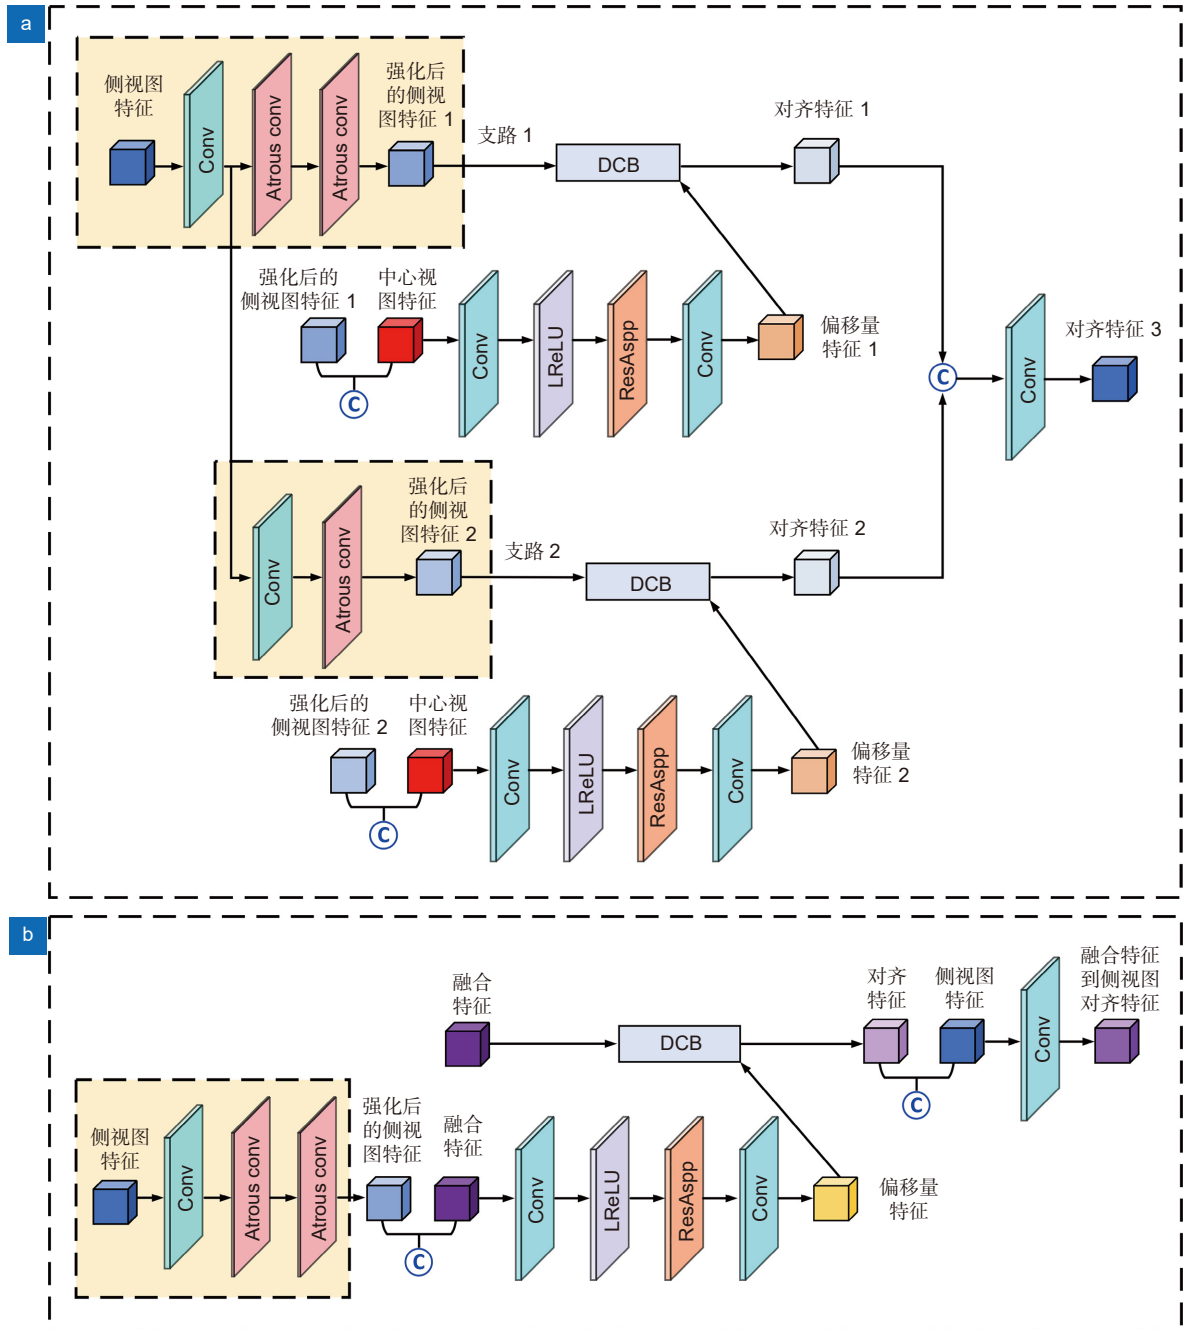 a
侧视图
特征
Conv
Atrous conv
Atrous conv
强化后
的侧视
图特征 1
支路 1
DCB
对齐特征 1
强化后的
侧视图特征 1
中心视
图特征
C
Conv
LReLU
ResAspp
Conv
偏移量
特征 1
C
Conv
对齐特征 3
Conv
Atrous conv
强化后
的侧视
图特征 2
支路 2
DCB
对齐特征 2
强化后的
侧视图特征 2
中心视
图特征
C
Conv
LReLU
ResAspp
Conv
偏移量
特征 2
b
融合
特征
DCB
对齐
特征
侧视图
特征
C
Conv
融合特征
到侧视图
对齐特征
侧视图
特征
Conv
Atrous conv
Atrous conv
强化后
的侧视
图特征
融合
特征
C
Conv
LReLU
ResAspp
Conv
偏移量
特征